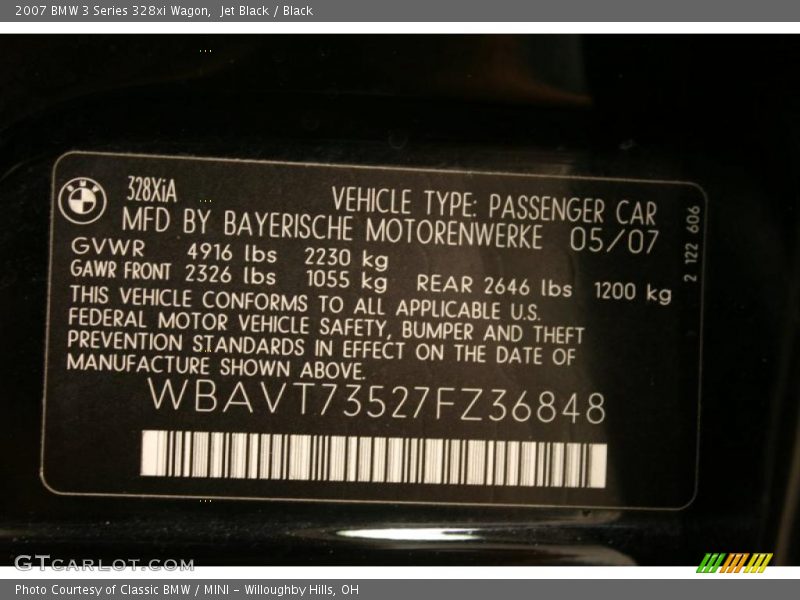 2007 BMW 3 Series 328xi Wagon,  Jet Black / Black
328XiA
VEHICLE TYPE: PASSENGER CAR
MFD BY BAYERISCHE MOTORENWERKE 05/07
GVWR 4916 lbs 2230 kg
GAWR FRONT 2326 lbs 1055 kg REAR 2646 lbs 1200 kg
THIS VEHICLE CONFORMS TO ALL APPLICABLE U.S.
FEDERAL MOTOR VEHICLE SAFETY, BUMPER AND THEFT
PREVENTION STANDARDS IN EFFECT ON THE DATE OF
MANUFACTURE SHOWN ABOVE.
WBAVT73527FZ36848
2 122 606
GTCARLOT.COM
Photo Courtesy of Classic BMW / MINI - Willoughby Hills, OH